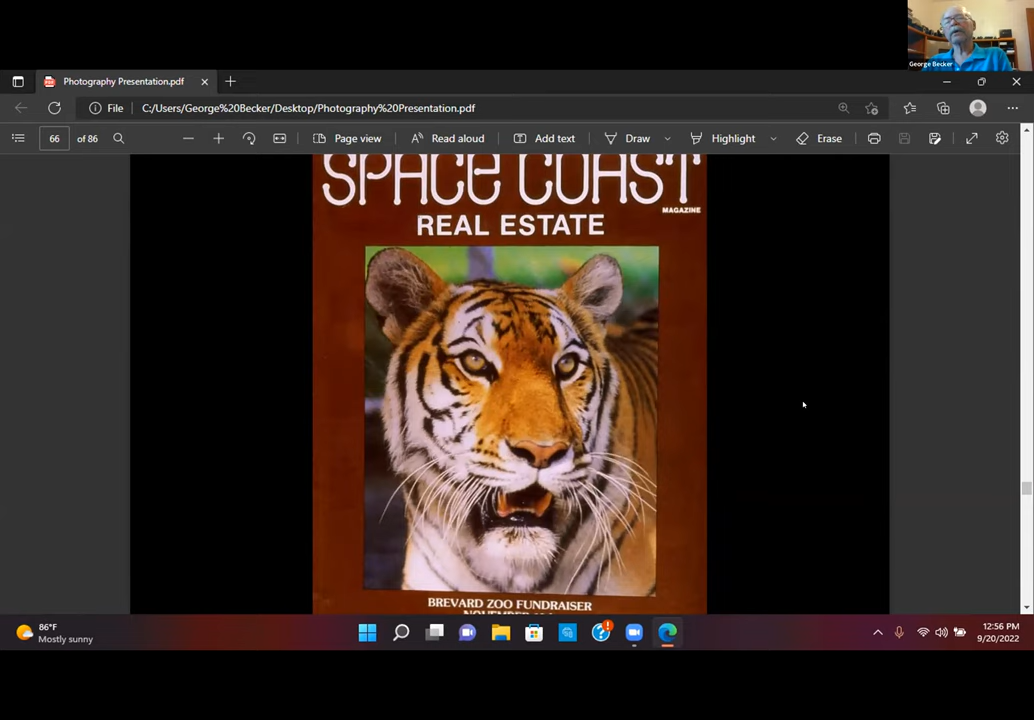 George Becker
Photography Presentation.pdf
File
C:/Users/George%20Becker/Desktop/Photography%20Presentation.pdf
66 of 86
Page view
Read aloud
Add text
Draw
Highlight
Erase
SPACE COAST
MAGAZINE
REAL ESTATE
BREVARD ZOO FUNDRAISER
86°F
Mostly sunny
12:56 PM
9/20/2022